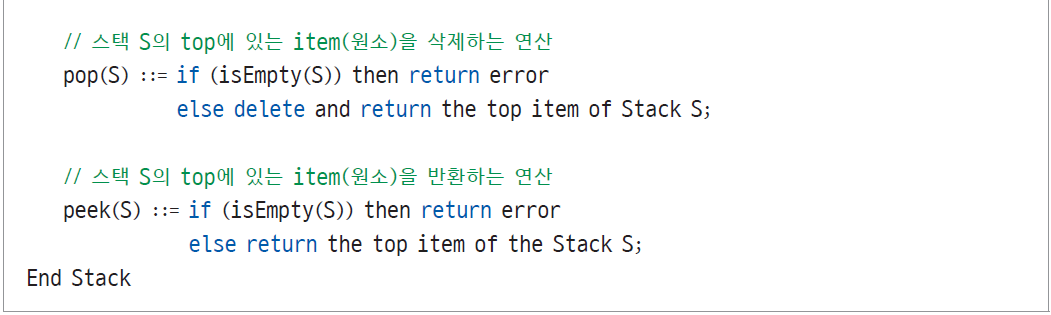 // 스택 S의 top에 있는 item(원소)을 삭제하는 연산
pop(S) ::= if (isEmpty(S)) then return error
else delete and return the top item of Stack S;
// 스택 S의 top에 있는 item(원소)을 반환하는 연산
peek(S) ::= if (isEmpty(S)) then return error
else return the top item of the Stack S;
End Stack